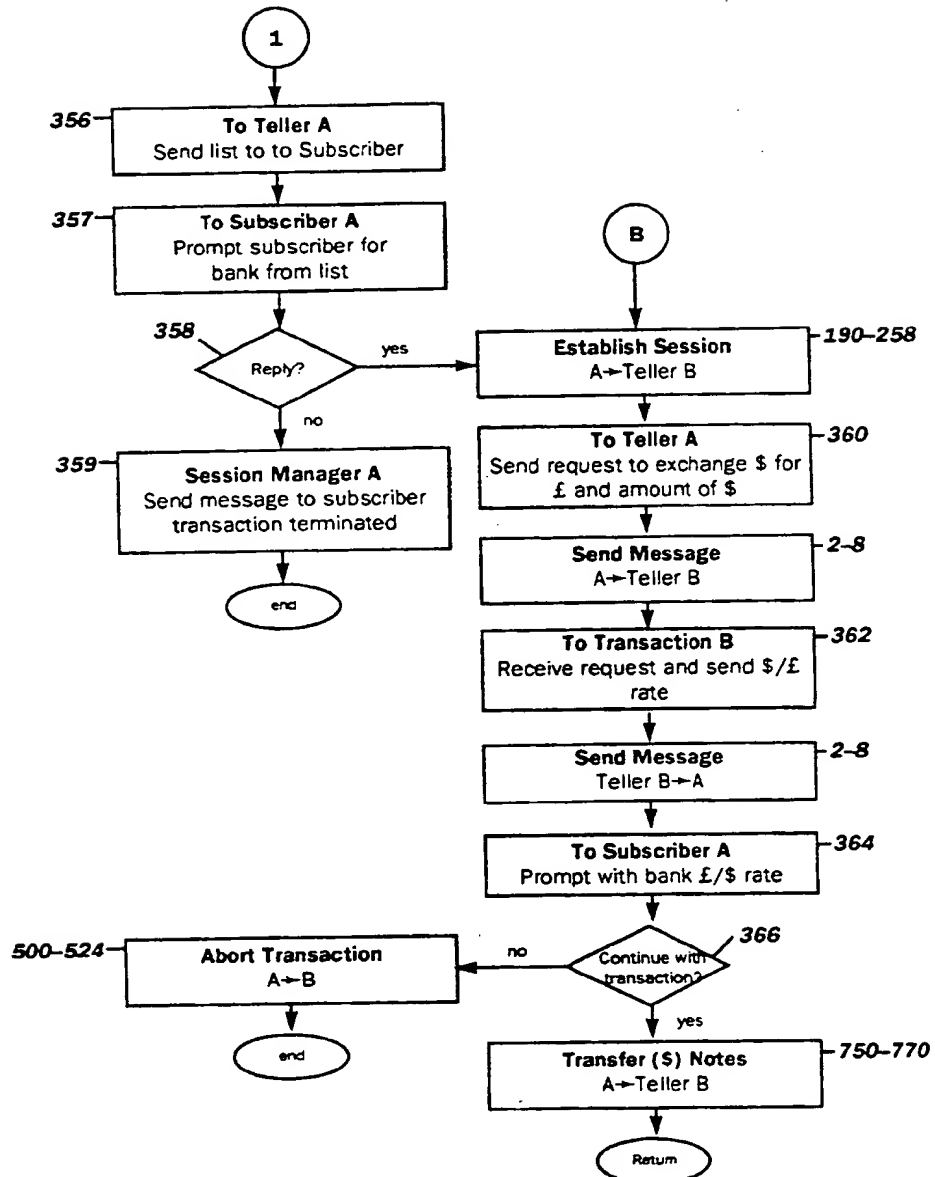 1
356
To Teller A
Send list to to Subscriber
357
To Subscriber A
Prompt subscriber for
bank from list
358
Reply?
yes
no
359
Session Manager A
Send message to subscriber
transaction terminated
end
B
190–258
Establish Session
A→Teller B
360
To Teller A
Send request to exchange $ for
£ and amount of $
2–8
Send Message
A→Teller B
362
To Transaction B
Receive request and send $/£
rate
2–8
Send Message
Teller B→A
364
To Subscriber A
Prompt with bank £/$ rate
366
Continue with
transaction?
no
500–524
Abort Transaction
A→B
end
yes
750–770
Transfer ($) Notes
A→Teller B
Return